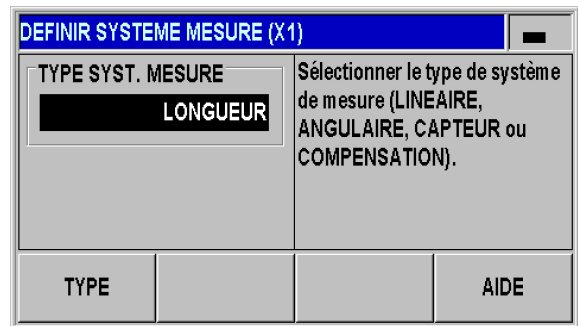 DEFINIR SYSTEME MESURE (X1)
TYPE SYST. MESURE
LONGUEUR
Sélectionner le type de système
de mesure (LINEAIRE,
ANGULAIRE, CAPTEUR ou
COMPENSATION).
TYPE
AIDE